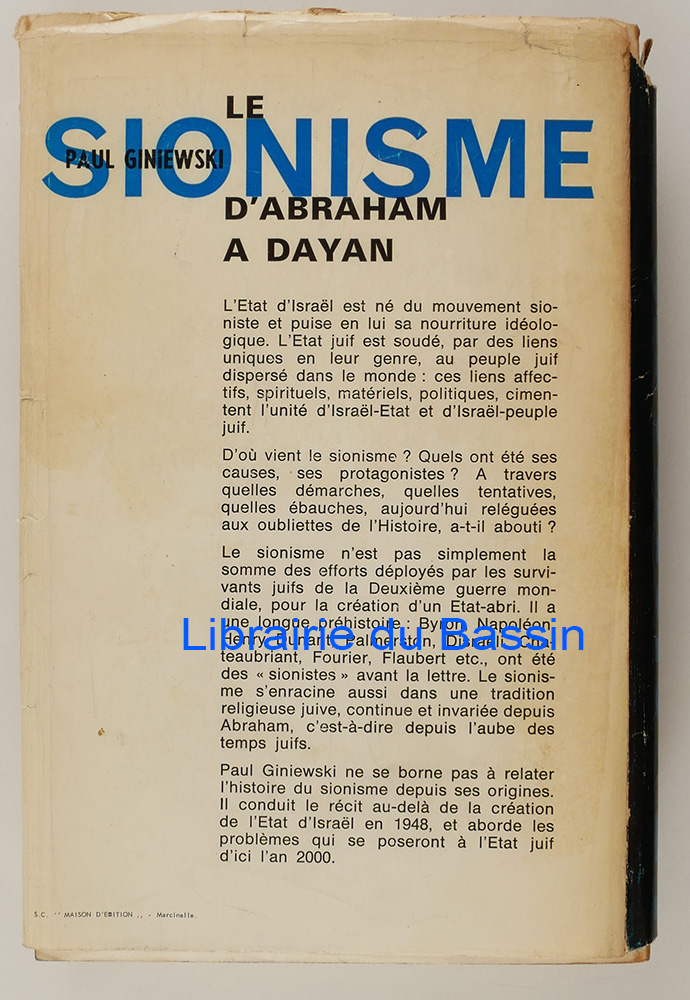 LE
SIONISME
PAUL GINIEWSKI
D'ABRAHAM
A DAYAN
L'Etat d'Israël est né du mouvement sio-
niste et puise en lui sa nourriture idéolo-
gique. L'Etat juif est soudé, par des liens
uniques en leur genre, au peuple juif
dispersé dans le monde : ces liens affec-
tifs, spirituels, matériels, politiques, cimen-
tent l'unité d'Israël-Etat et d'Israël-peuple
juif.
D'où vient le sionisme ? Quels ont été ses
causes, ses protagonistes ? A travers
quelles démarches, quelles tentatives,
quelles ébauches, aujourd'hui reléguées
aux oubliettes de l'Histoire, a-t-il abouti ?
Le sionisme n'est pas simplement la
somme des efforts déployés par les survi-
vants juifs de la Deuxième guerre mon-
diale, pour la création d'un Etat-abri. Il a
une longue préhistoire : Byron, Napoléon,
Librairie du Bassin
Henry Dunant, Palmerston, Disraeli, Cha-
teaubriant, Fourier, Flaubert etc., ont été
des « sionistes » avant la lettre. Le sionis-
me s'enracine aussi dans une tradition
religieuse juive, continue et invariée depuis
Abraham, c'est-à-dire depuis l'aube des
temps juifs.
Paul Giniewski ne se borne pas à relater
l'histoire du sionisme depuis ses origines.
Il conduit le récit au-delà de la création
de l'Etat d'Israël en 1948, et aborde les
problèmes qui se poseront à l'Etat juif
d'ici l'an 2000.
S.C. '' MAISON D'EDITION ,, - Marcinelle.